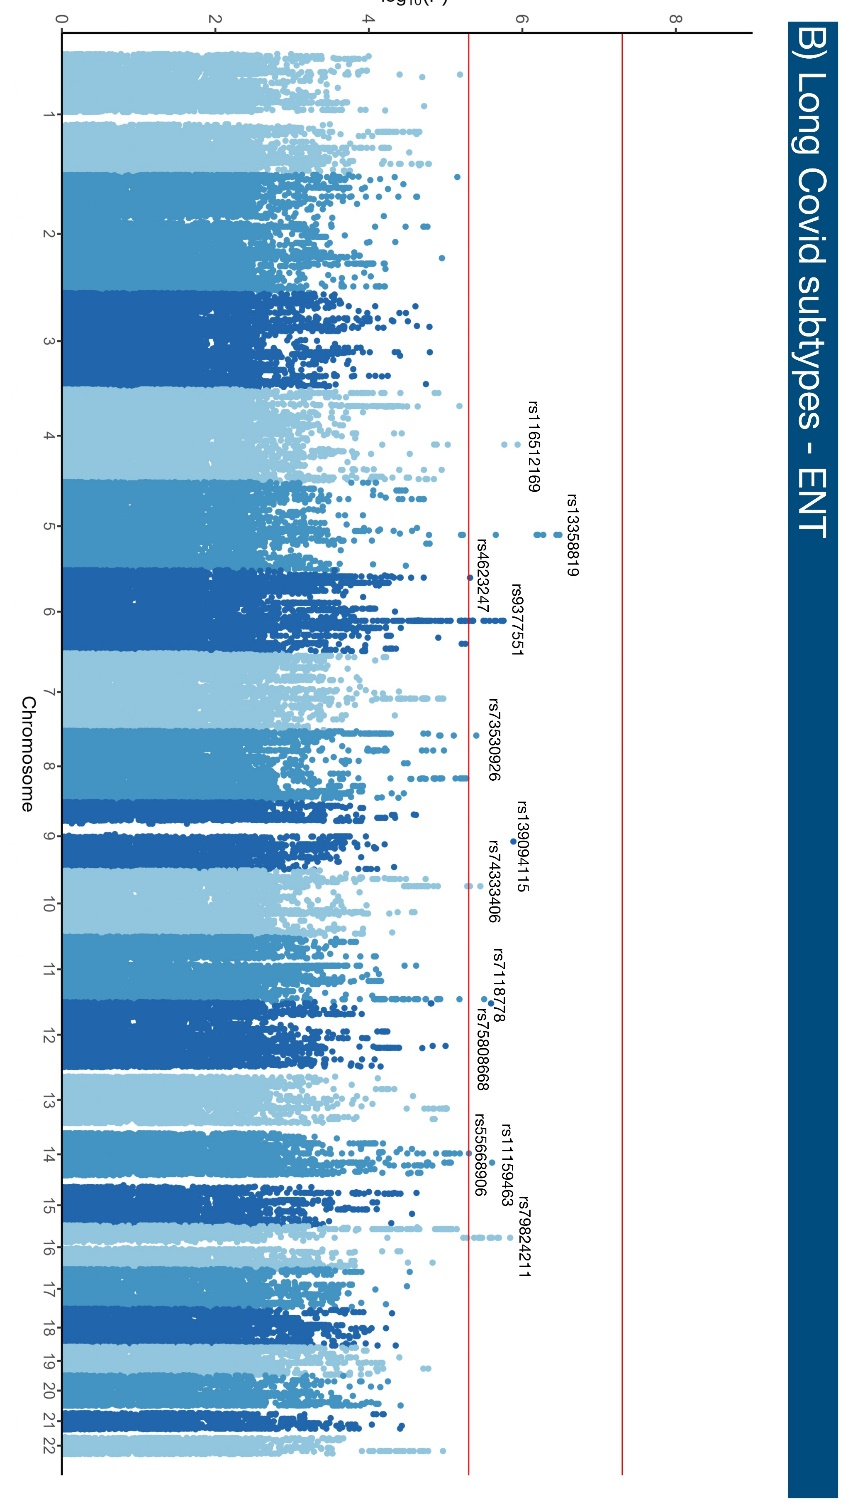 B) Long Covid subtypes - ENT
8
6
4
2
0
rs116512169
rs13358819
rs4623247
rs9377551
rs73530926
rs139094115
rs74333406
rs7118778
rs75808668
rs55668906
rs11159463
rs79824211
1 2 3 4 5 6 7 8 9 10 11 12 13 14 15 16 17 18 19 20 21 22
Chromosome